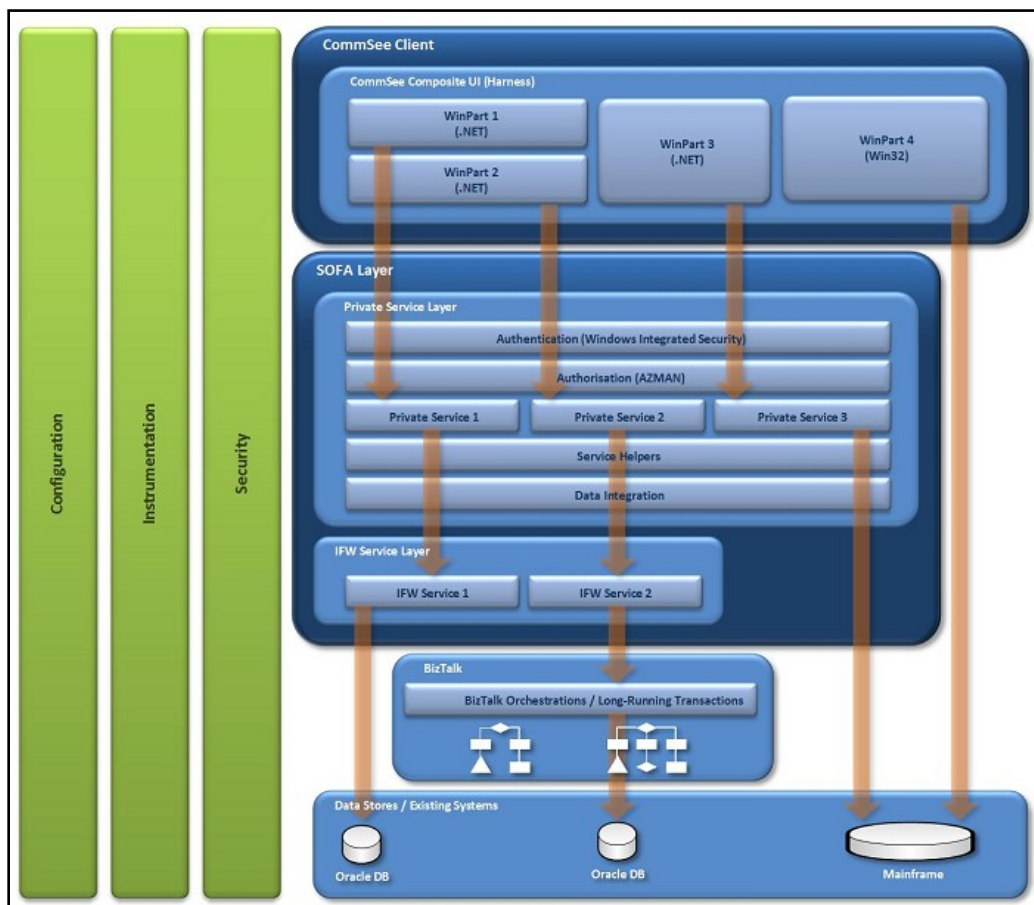 Configuration
Instrumentation
Security
CommSee Client
CommSee Composite UI (Harness)
WinPart 1
(.NET)
WinPart 2
(.NET)
WinPart 3
(.NET)
WinPart 4
(Win32)
SOFA Layer
Private Service Layer
Authentication (Windows Integrated Security)
Authorisation (AZMAN)
Private Service 1
Private Service 2
Private Service 3
Service Helpers
Data Integration
IFW Service Layer
IFW Service 1
IFW Service 2
BizTalk
BizTalk Orchestrations / Long-Running Transactions
Data Stores / Existing Systems
Oracle DB
Oracle DB
Mainframe